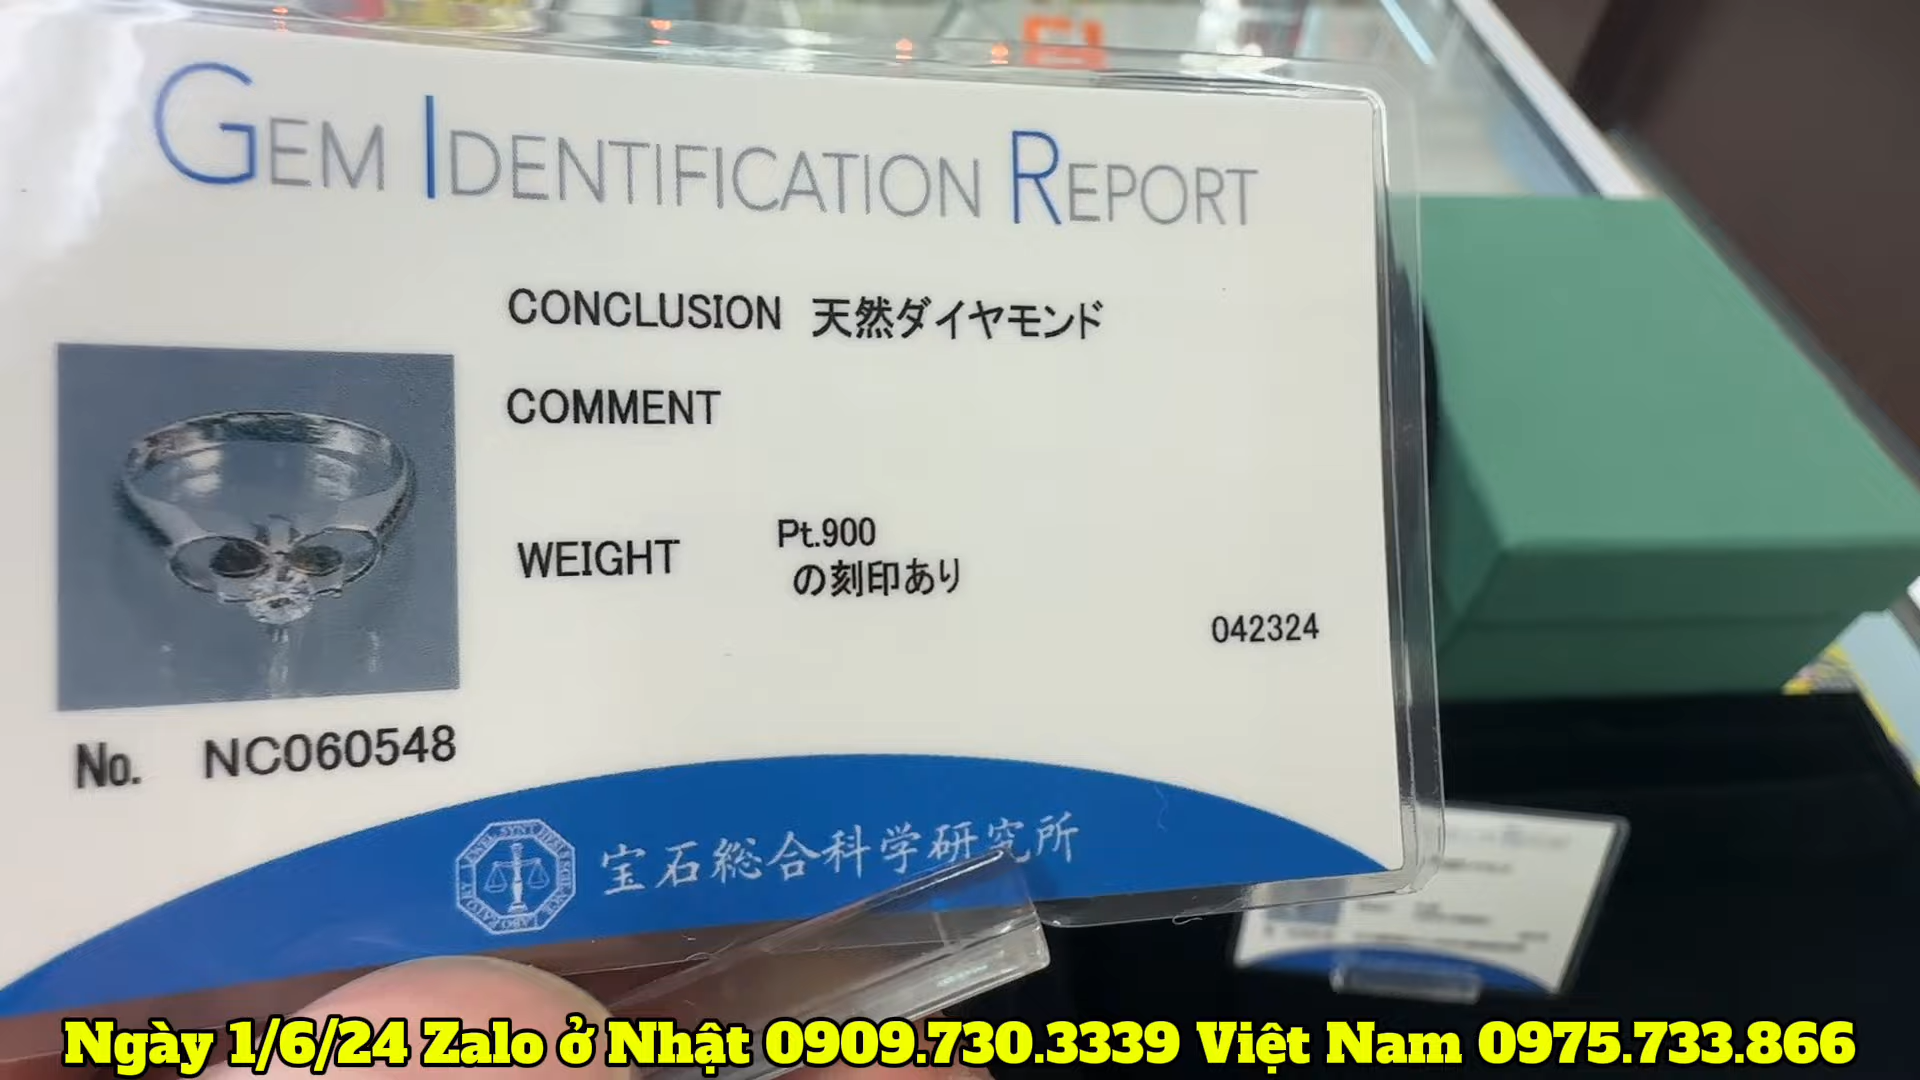 GEM IDENTIFICATION REPORT
CONCLUSION 天然ダイヤモンド
COMMENT
WEIGHT Pt.900
の刻印あり
042324
No. NC060548
宝石総合科学研究所
Ngày 1/6/24 Zalo ở Nhật 0909.730.3339 Việt Nam 0975.733.866